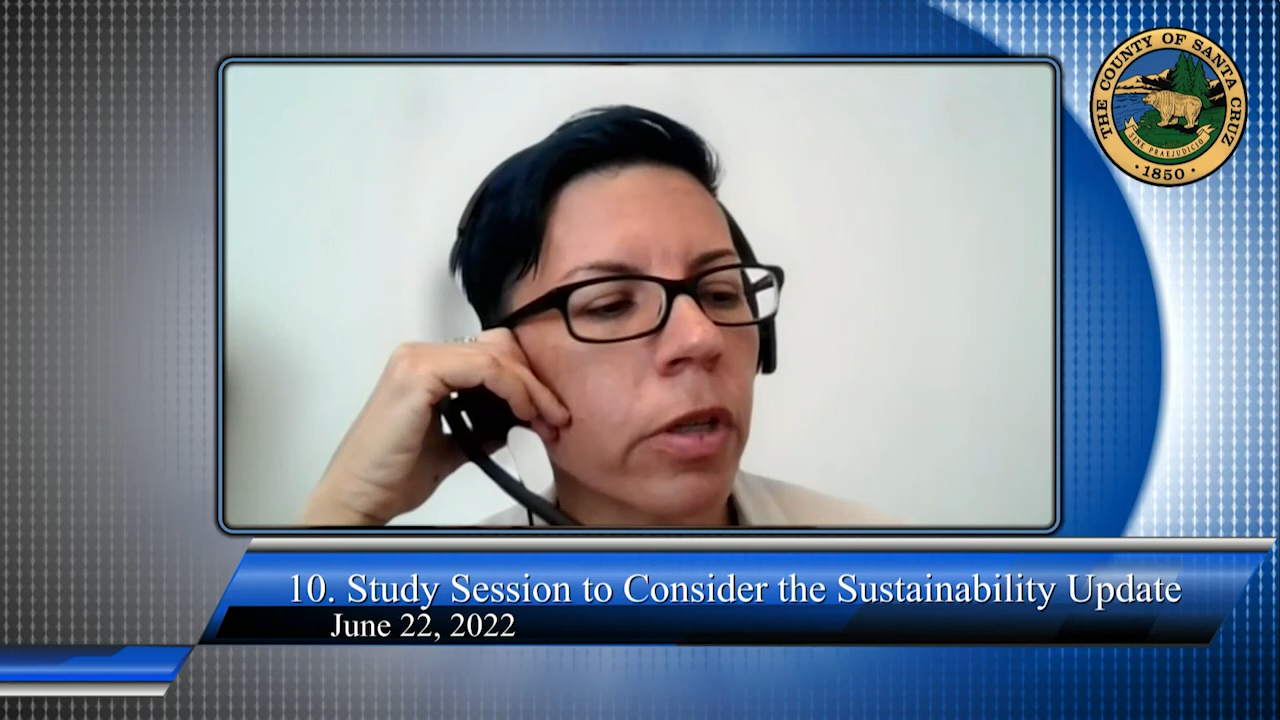 THE COUNTY OF SANTA CRUZ
SINE PRAEJUDICIO
• 1850 •
10. Study Session to Consider the Sustainability Update
June 22, 2022